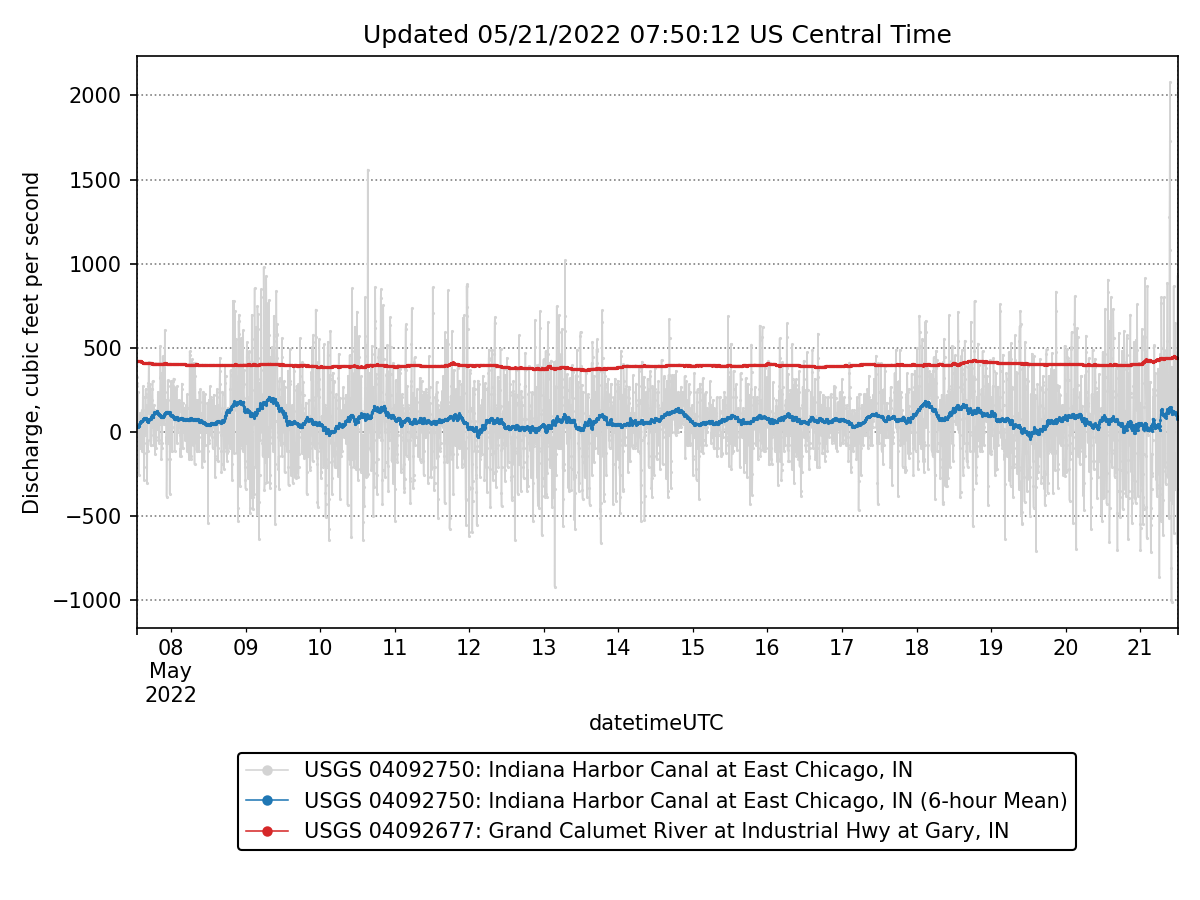 Updated 05/21/2022 07:50:12 US Central Time
Discharge, cubic feet per second
2000
1500
1000
500
0
−500
−1000
08 09 10 11 12 13 14 15 16 17 18 19 20 21
May
2022
datetimeUTC
USGS 04092750: Indiana Harbor Canal at East Chicago, IN
USGS 04092750: Indiana Harbor Canal at East Chicago, IN (6-hour Mean)
USGS 04092677: Grand Calumet River at Industrial Hwy at Gary, IN